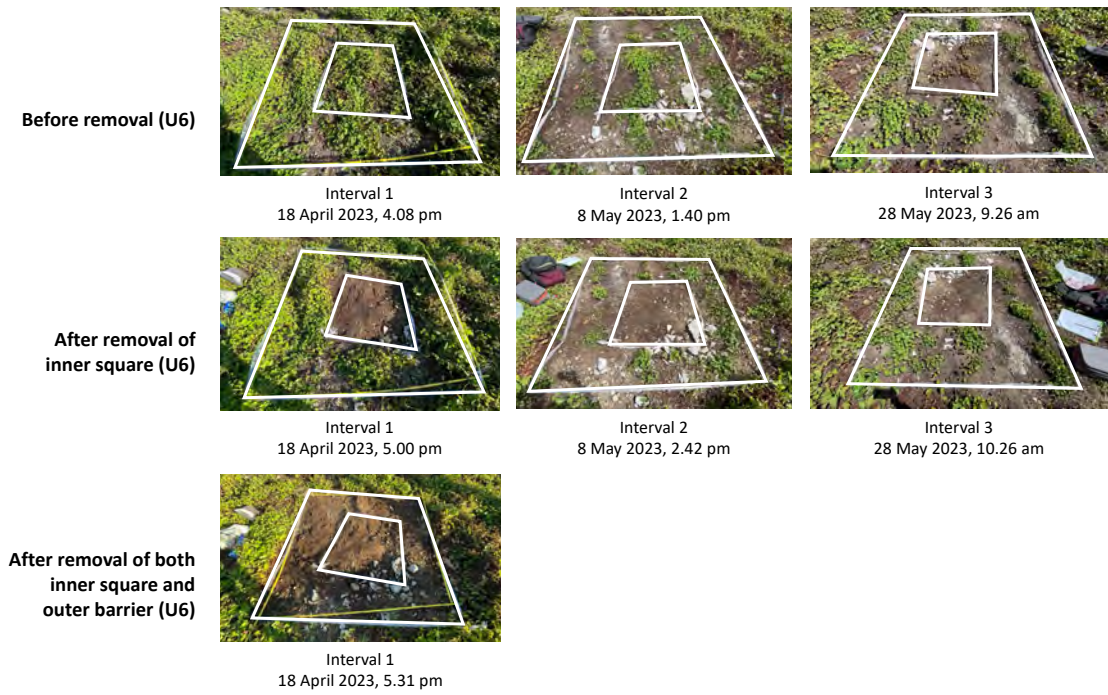 Before removal (U6)
Interval 1
18 April 2023, 4.08 pm
Interval 2
8 May 2023, 1.40 pm
Interval 3
28 May 2023, 9.26 am
After removal of
inner square (U6)
Interval 1
18 April 2023, 5.00 pm
Interval 2
8 May 2023, 2.42 pm
Interval 3
28 May 2023, 10.26 am
After removal of both
inner square and
outer barrier (U6)
Interval 1
18 April 2023, 5.31 pm